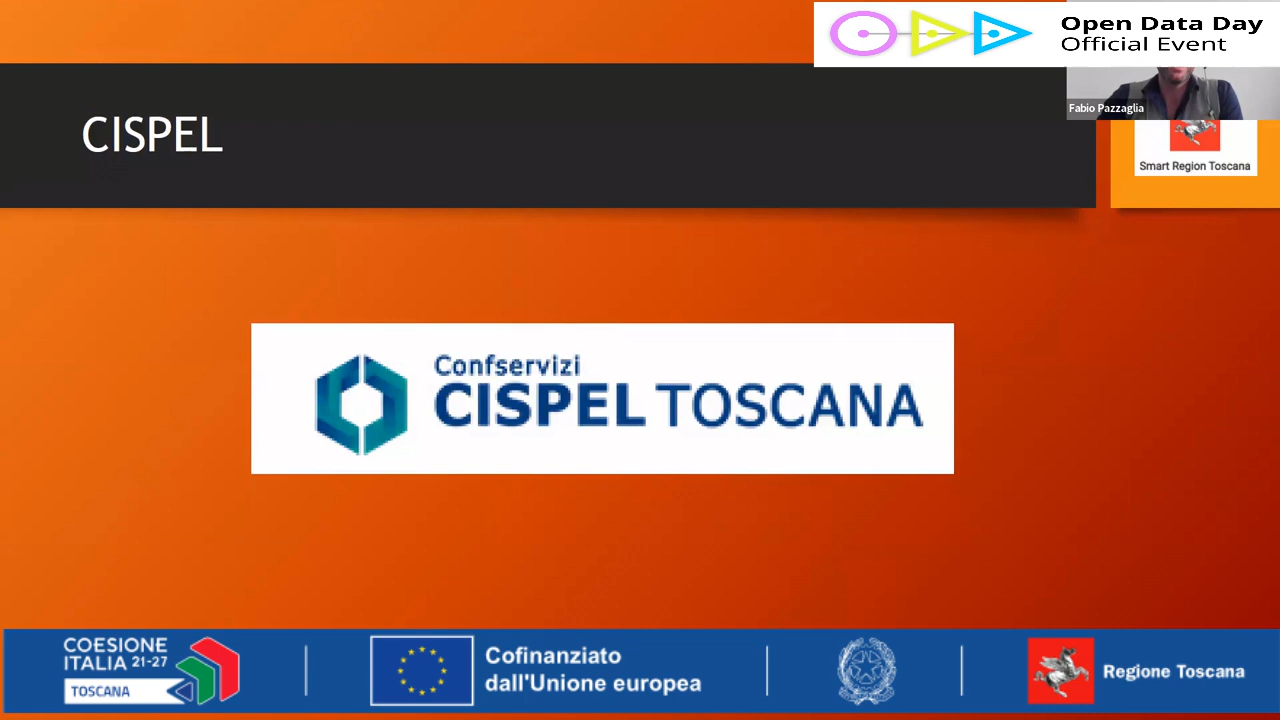 Open Data Day
Official Event
Fabio Pazzaglia
CISPEL
Smart Region Toscana
Confservizi
CISPEL TOSCANA
COESIONE
ITALIA 21-27
TOSCANA
Cofinanziato
dall'Unione europea
Regione Toscana